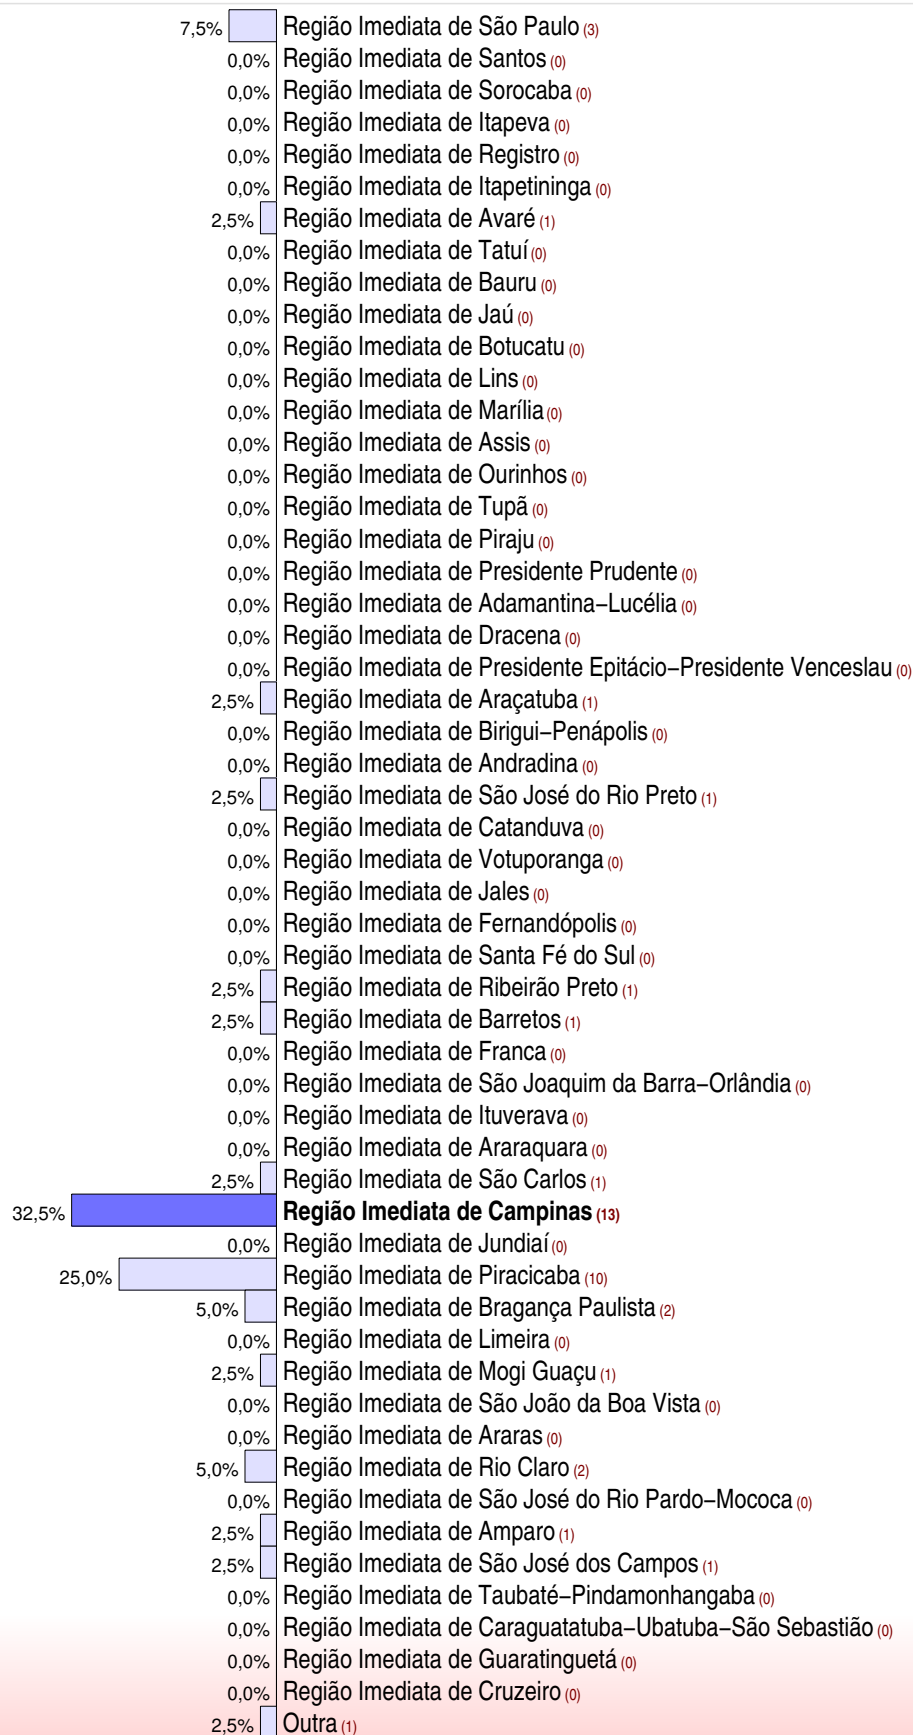 7,5% Região Imediata de São Paulo (3)
0,0% Região Imediata de Santos (0)
0,0% Região Imediata de Sorocaba (0)
0,0% Região Imediata de Itapeva (0)
0,0% Região Imediata de Registro (0)
0,0% Região Imediata de Itapetininga (0)
2,5% Região Imediata de Avaré (1)
0,0% Região Imediata de Tatuí (0)
0,0% Região Imediata de Bauru (0)
0,0% Região Imediata de Jaú (0)
0,0% Região Imediata de Botucatu (0)
0,0% Região Imediata de Lins (0)
0,0% Região Imediata de Marília (0)
0,0% Região Imediata de Assis (0)
0,0% Região Imediata de Ourinhos (0)
0,0% Região Imediata de Tupã (0)
0,0% Região Imediata de Piraju (0)
0,0% Região Imediata de Presidente Prudente (0)
0,0% Região Imediata de Adamantina−Lucélia (0)
0,0% Região Imediata de Dracena (0)
0,0% Região Imediata de Presidente Epitácio−Presidente Venceslau (0)
2,5% Região Imediata de Araçatuba (1)
0,0% Região Imediata de Birigui−Penápolis (0)
0,0% Região Imediata de Andradina (0)
2,5% Região Imediata de São José do Rio Preto (1)
0,0% Região Imediata de Catanduva (0)
0,0% Região Imediata de Votuporanga (0)
0,0% Região Imediata de Jales (0)
0,0% Região Imediata de Fernandópolis (0)
0,0% Região Imediata de Santa Fé do Sul (0)
2,5% Região Imediata de Ribeirão Preto (1)
2,5% Região Imediata de Barretos (1)
0,0% Região Imediata de Franca (0)
0,0% Região Imediata de São Joaquim da Barra−Orlândia (0)
0,0% Região Imediata de Ituverava (0)
0,0% Região Imediata de Araraquara (0)
2,5% Região Imediata de São Carlos (1)
32,5% Região Imediata de Campinas (13)
0,0% Região Imediata de Jundiaí (0)
25,0% Região Imediata de Piracicaba (10)
5,0% Região Imediata de Bragança Paulista (2)
0,0% Região Imediata de Limeira (0)
2,5% Região Imediata de Mogi Guaçu (1)
0,0% Região Imediata de São João da Boa Vista (0)
0,0% Região Imediata de Araras (0)
5,0% Região Imediata de Rio Claro (2)
0,0% Região Imediata de São José do Rio Pardo−Mococa (0)
2,5% Região Imediata de Amparo (1)
2,5% Região Imediata de São José dos Campos (1)
0,0% Região Imediata de Taubaté−Pindamonhangaba (0)
0,0% Região Imediata de Caraguatatuba−Ubatuba−São Sebastião (0)
0,0% Região Imediata de Guaratinguetá (0)
0,0% Região Imediata de Cruzeiro (0)
2,5% Outra (1)